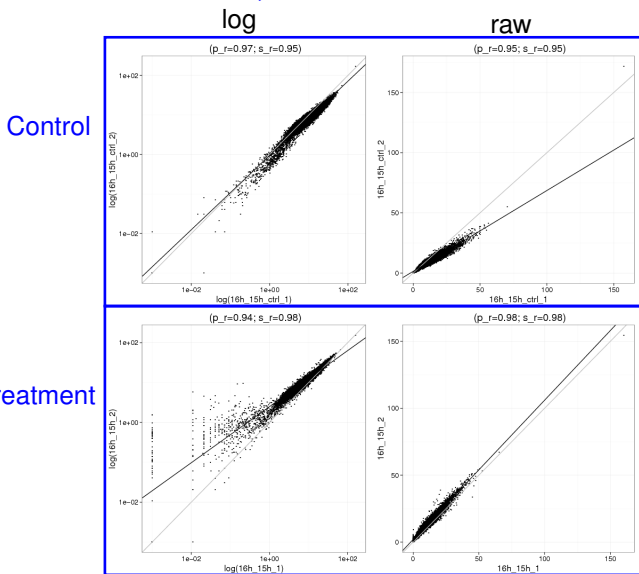 log raw
Control
(p_r=0.97; s_r=0.95)
1e+02
1e+00
1e-02
log(16h_15h_ctrl_2)
1e-02 1e+00 1e+02
log(16h_15h_ctrl_1)
(p_r=0.95; s_r=0.95)
150
100
50
0
16h_15h_ctrl_2
0 50 100 150
16h_15h_ctrl_1
reatment
(p_r=0.94; s_r=0.98)
1e+02
1e+00
1e-02
log(16h_15h_2)
1e-02 1e+00 1e+02
log(16h_15h_1)
(p_r=0.98; s_r=0.98)
150
100
50
0
16h_15h_2
0 50 100 150
16h_15h_1